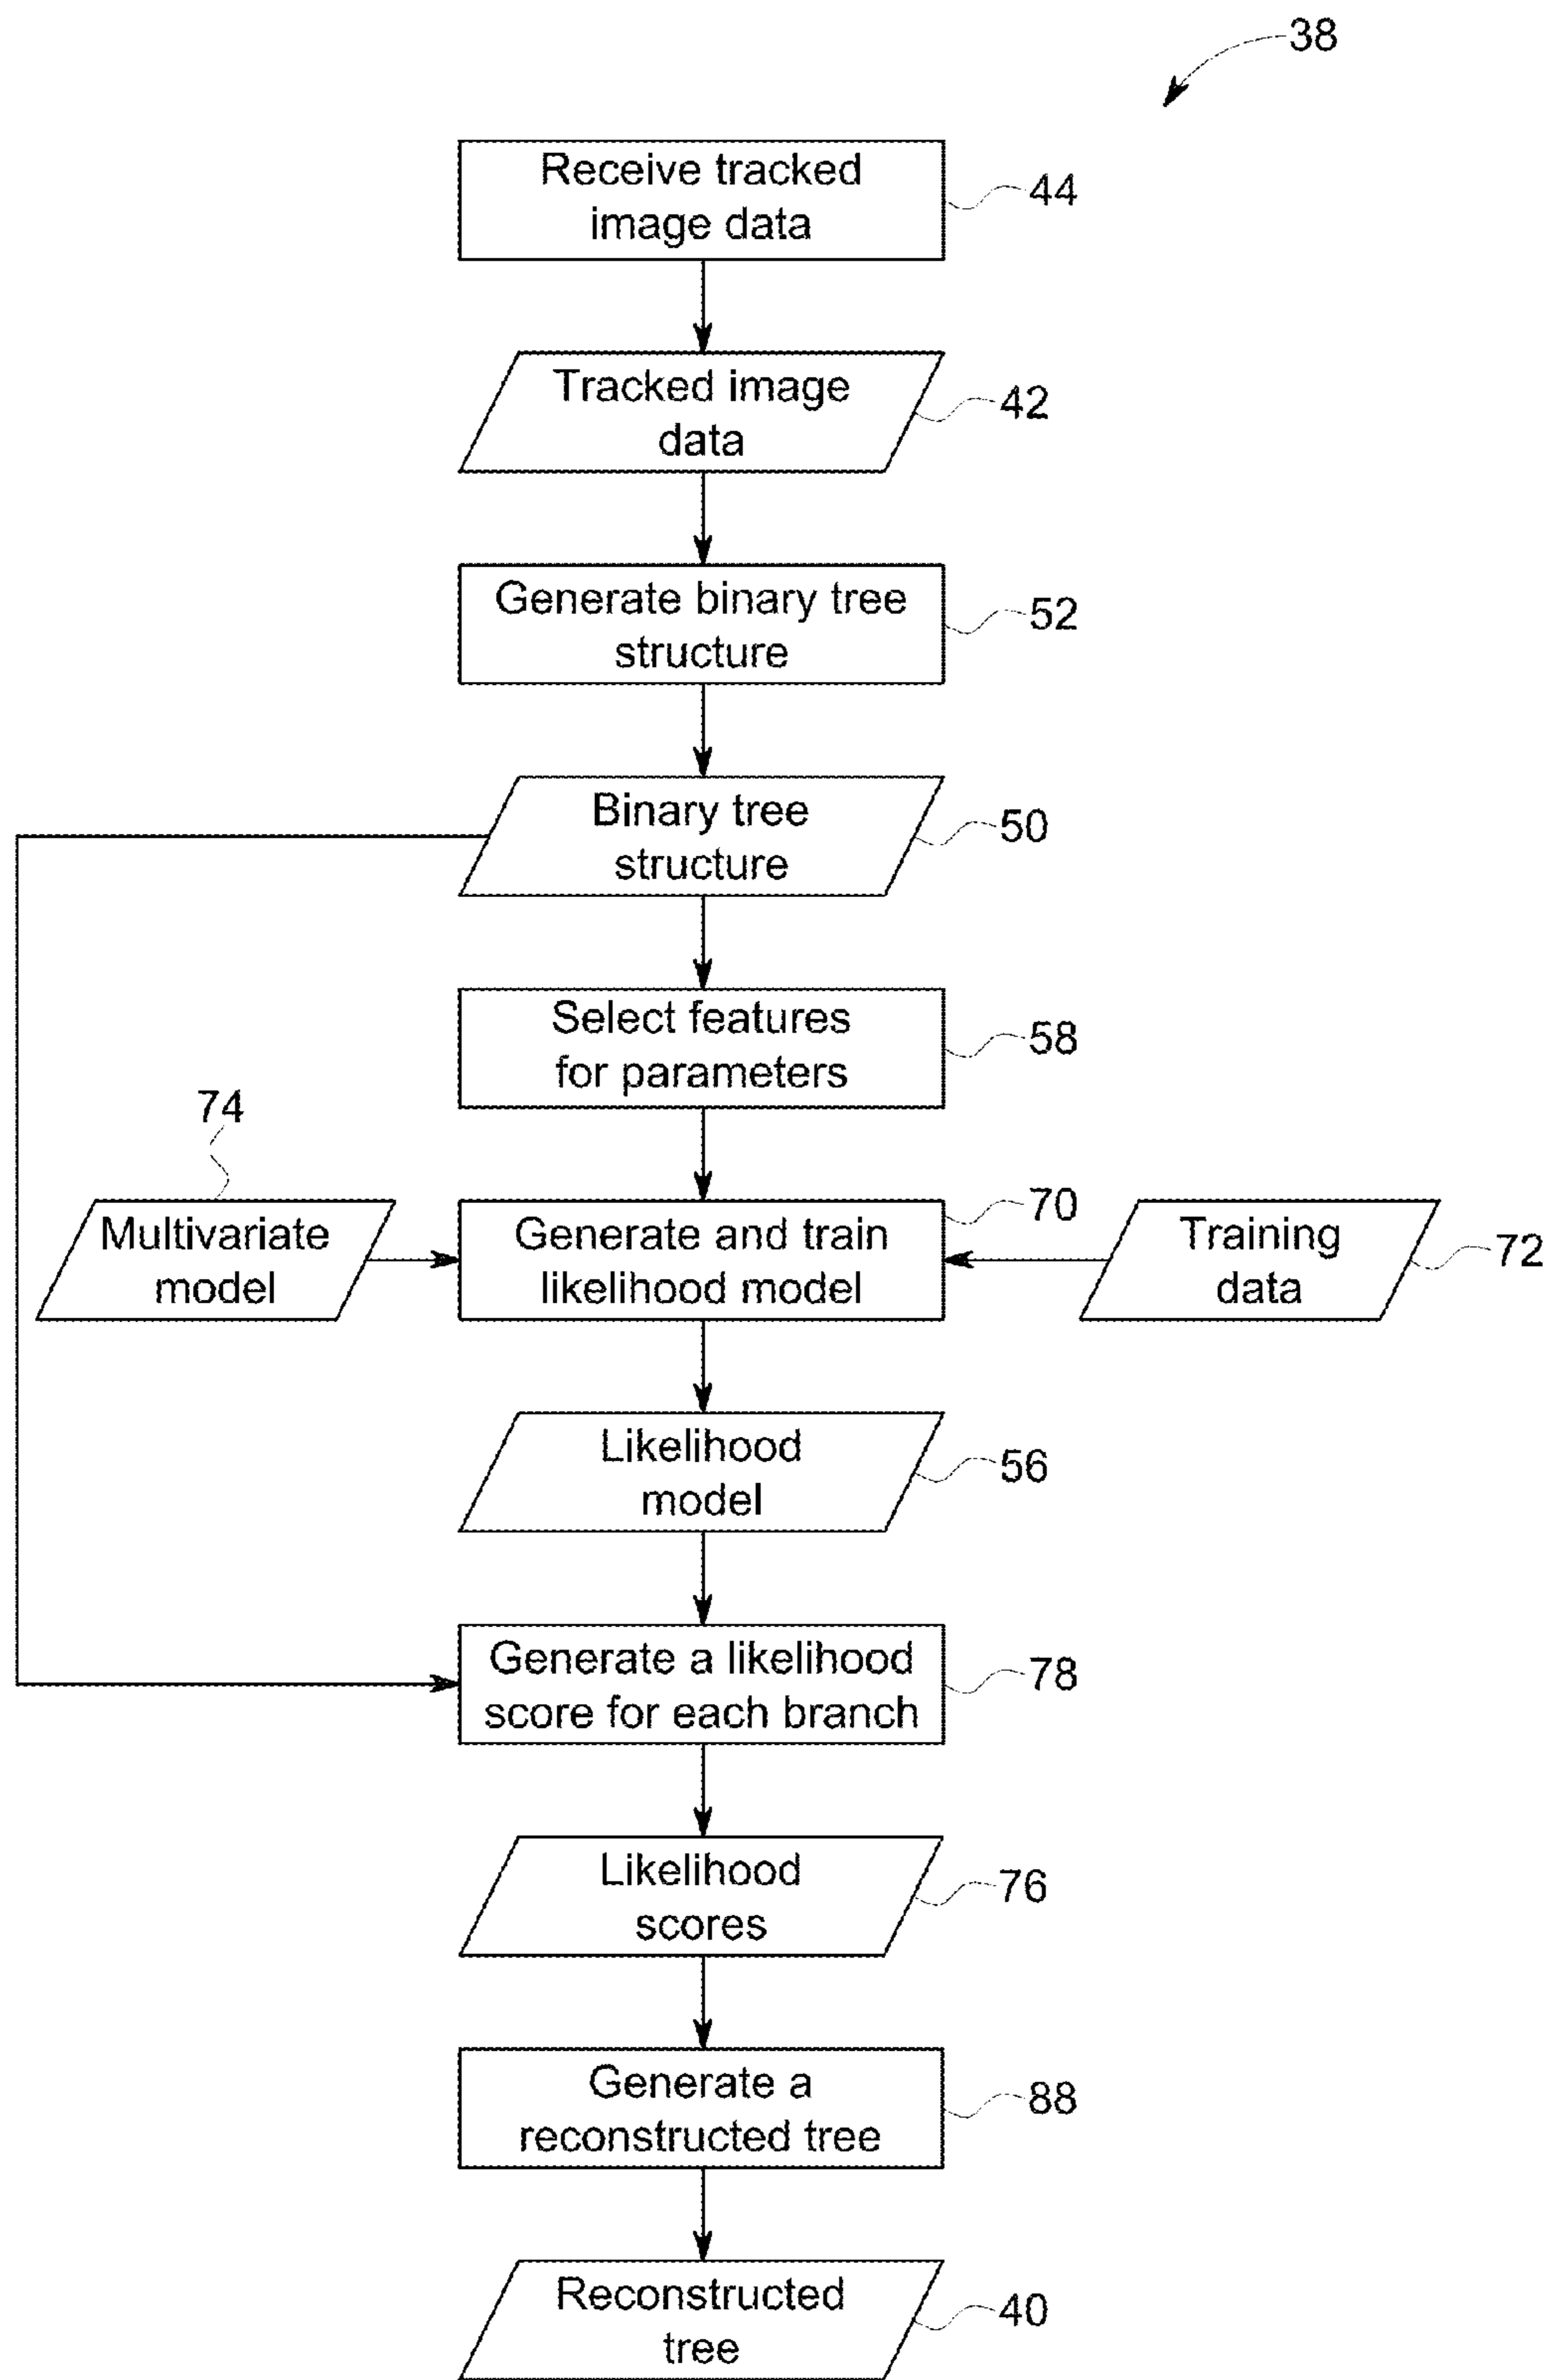 38
Receive tracked
image data
44
Tracked image
data
42
Generate binary tree
structure
52
Binary tree
structure
50
Select features
for parameters
58
74
Multivariate
model
Generate and train
likelihood model
70
Training
data
72
Likelihood
model
56
Generate a likelihood
score for each branch
78
Likelihood
scores
76
Generate a
reconstructed tree
88
Reconstructed
tree
40